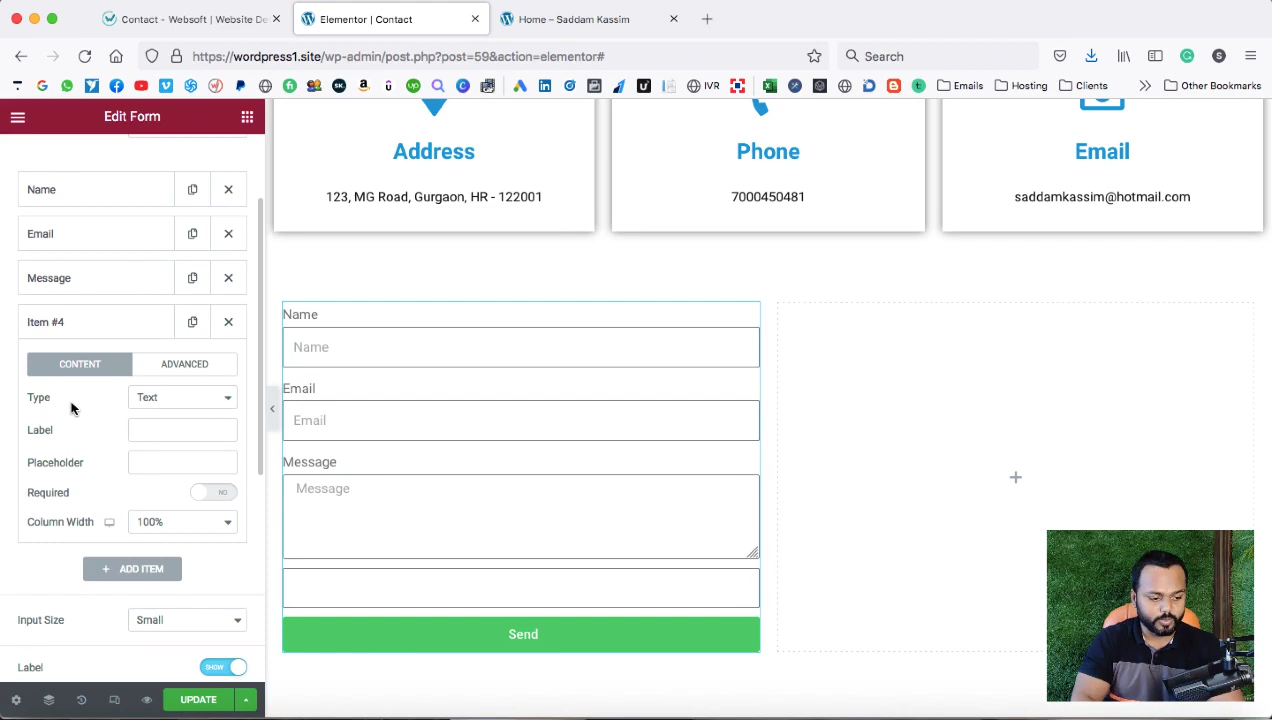 Contact - Websoft | Website De
Elementor | Contact
Home – Saddam Kassim
https://wordpress1.site/wp-admin/post.php?post=59&action=elementor#
Search
IVR
Emails
Hosting
Clients
Other Bookmarks
Edit Form
Name
Email
Message
Item #4
CONTENT
ADVANCED
Type
Text
Label
Placeholder
Required
NO
Column Width
100%
+ ADD ITEM
Input Size
Small
Label
SHOW
UPDATE
Address
123, MG Road, Gurgaon, HR - 122001
Phone
7000450481
Email
saddamkassim@hotmail.com
Name
Name
Email
Email
Message
Message
Send